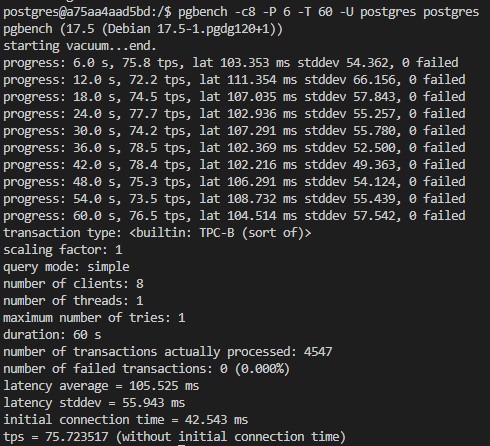 postgres@a75aa4aad5bd:/$ pgbench -c8 -P 6 -T 60 -U postgres postgres
pgbench (17.5 (Debian 17.5-1.pgdg120+1))
starting vacuum...end.
progress: 6.0 s, 75.8 tps, lat 103.353 ms stddev 54.362, 0 failed
progress: 12.0 s, 72.2 tps, lat 111.354 ms stddev 66.156, 0 failed
progress: 18.0 s, 74.5 tps, lat 107.035 ms stddev 57.843, 0 failed
progress: 24.0 s, 77.7 tps, lat 102.936 ms stddev 55.257, 0 failed
progress: 30.0 s, 74.2 tps, lat 107.291 ms stddev 55.780, 0 failed
progress: 36.0 s, 78.5 tps, lat 102.369 ms stddev 52.500, 0 failed
progress: 42.0 s, 78.4 tps, lat 102.216 ms stddev 49.363, 0 failed
progress: 48.0 s, 75.3 tps, lat 106.291 ms stddev 54.124, 0 failed
progress: 54.0 s, 73.5 tps, lat 108.732 ms stddev 55.439, 0 failed
progress: 60.0 s, 76.5 tps, lat 104.514 ms stddev 57.542, 0 failed
transaction type: <builtin: TPC-B (sort of)>
scaling factor: 1
query mode: simple
number of clients: 8
number of threads: 1
maximum number of tries: 1
duration: 60 s
number of transactions actually processed: 4547
number of failed transactions: 0 (0.000%)
latency average = 105.525 ms
latency stddev = 55.943 ms
initial connection time = 42.543 ms
tps = 75.723517 (without initial connection time)